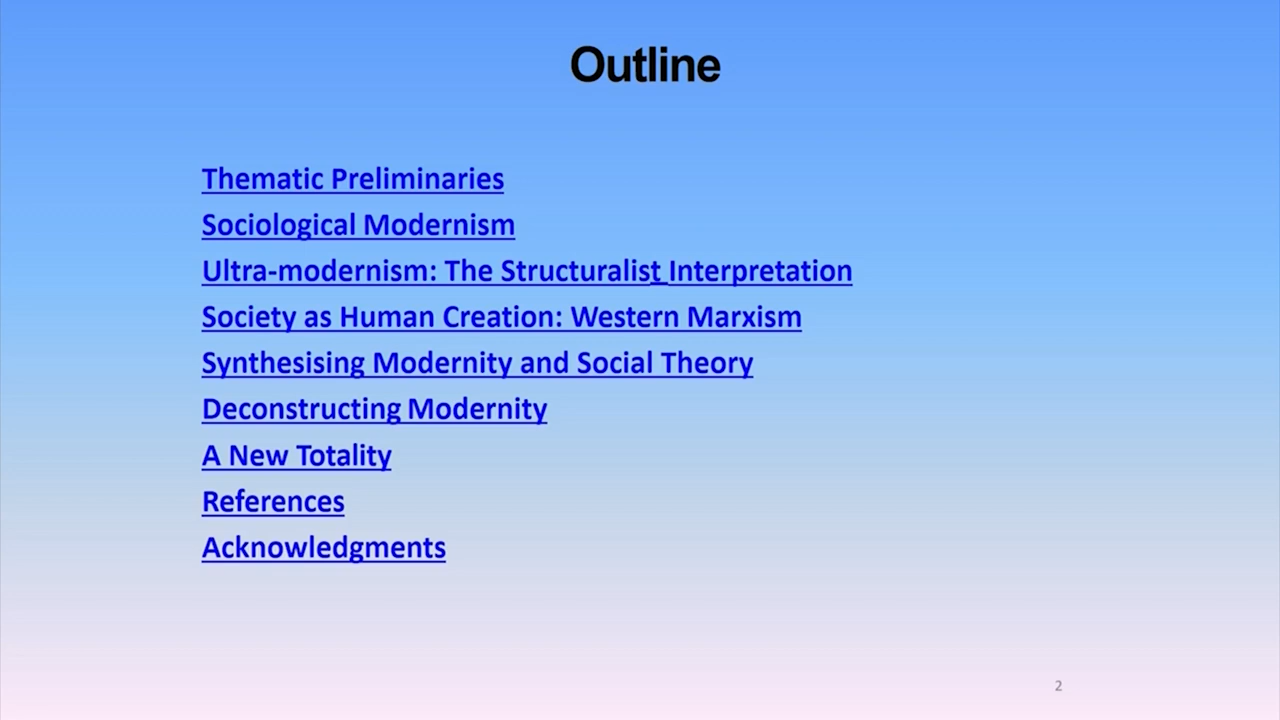 Outline
Thematic Preliminaries
Sociological Modernism
Ultra-modernism: The Structuralist Interpretation
Society as Human Creation: Western Marxism
Synthesising Modernity and Social Theory
Deconstructing Modernity
A New Totality
References
Acknowledgments
2